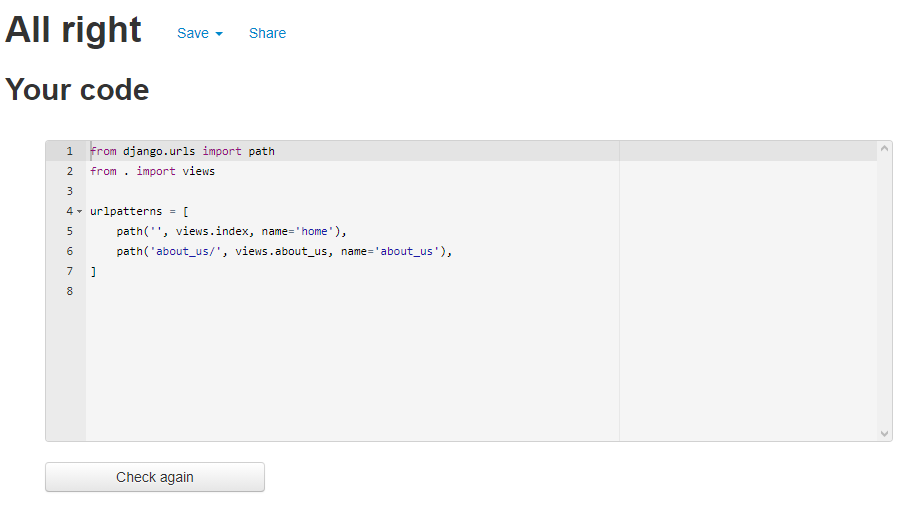 All right Save Share
Your code
1 from django.urls import path
2 from . import views
3
4 urlpatterns = [
5     path('', views.index, name='home'),
6     path('about_us/', views.about_us, name='about_us'),
7 ]
8
Check again